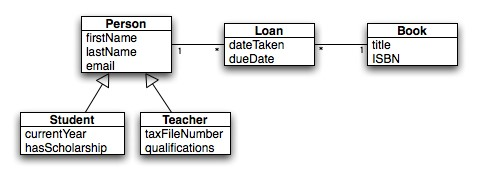 Person
firstName
lastName
email
1
*
Loan
dateTaken
dueDate
*
1
Book
title
ISBN
Student
currentYear
hasScholarship
Teacher
taxFileNumber
qualifications